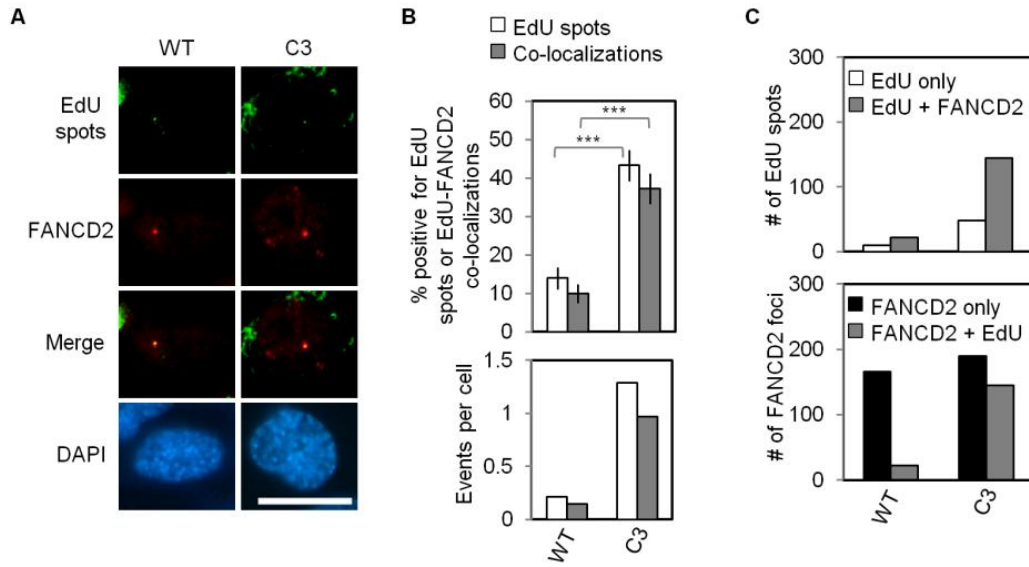 A
WT
C3
EdU
spots
FANCD2
Merge
DAPI
B
EdU spots
Co-localizations
% positive for EdU
spots or EdU-FANCD2
co-localizations
60
50
40
30
20
10
0
***
***
Events per cell
1.5
1
0.5
0
WT
C3
C
# of EdU spots
300
200
100
0
EdU only
EdU + FANCD2
# of FANCD2 foci
300
200
100
0
FANCD2 only
FANCD2 + EdU
WT
C3